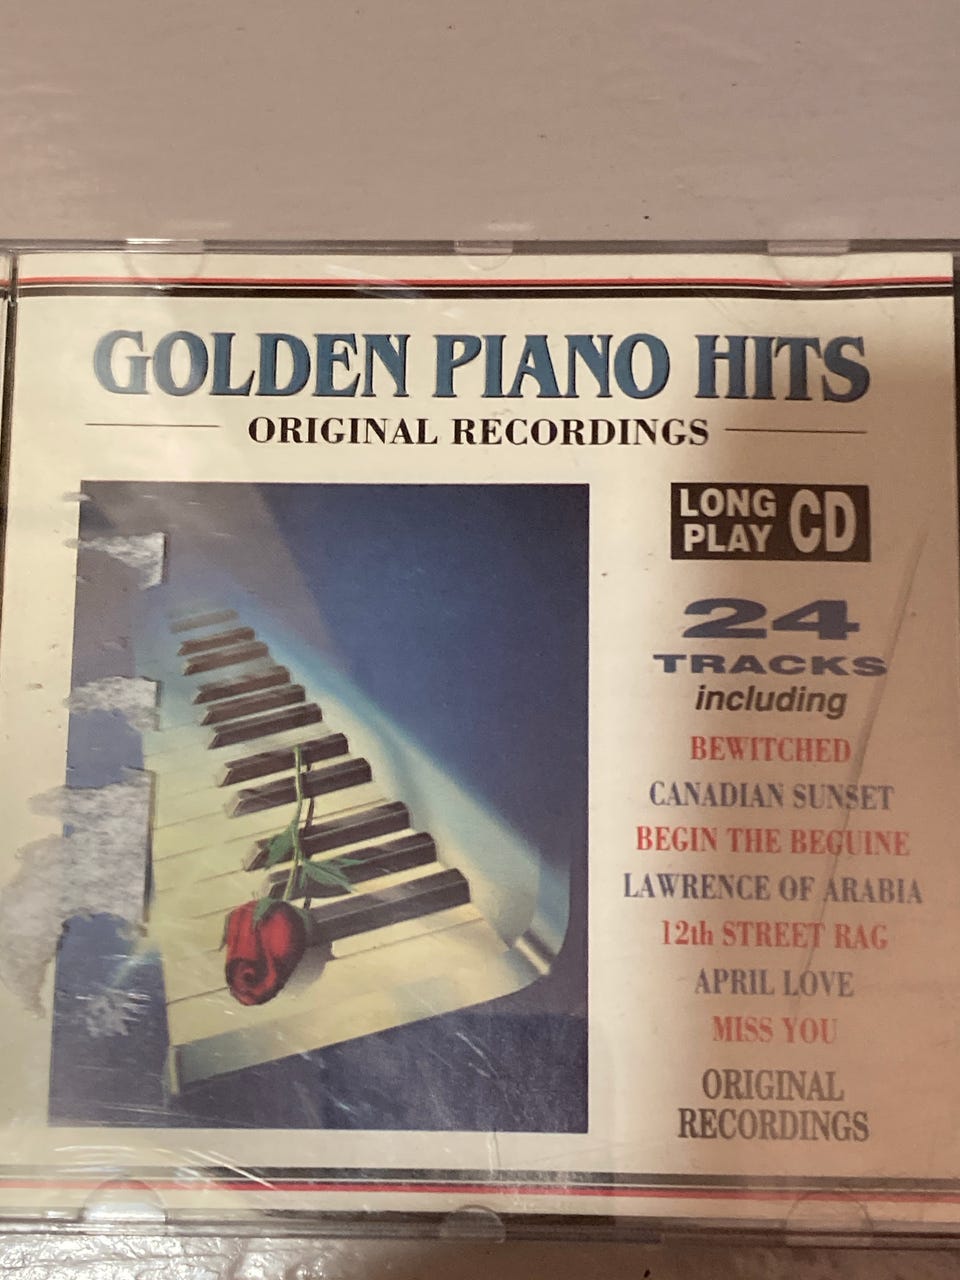 GOLDEN PIANO HITS
ORIGINAL RECORDINGS
LONG
PLAY CD
24
TRACKS
including
BEWITCHED
CANADIAN SUNSET
BEGIN THE BEGUINE
LAWRENCE OF ARABIA
12th STREET RAG
APRIL LOVE
MISS YOU
ORIGINAL
RECORDINGS